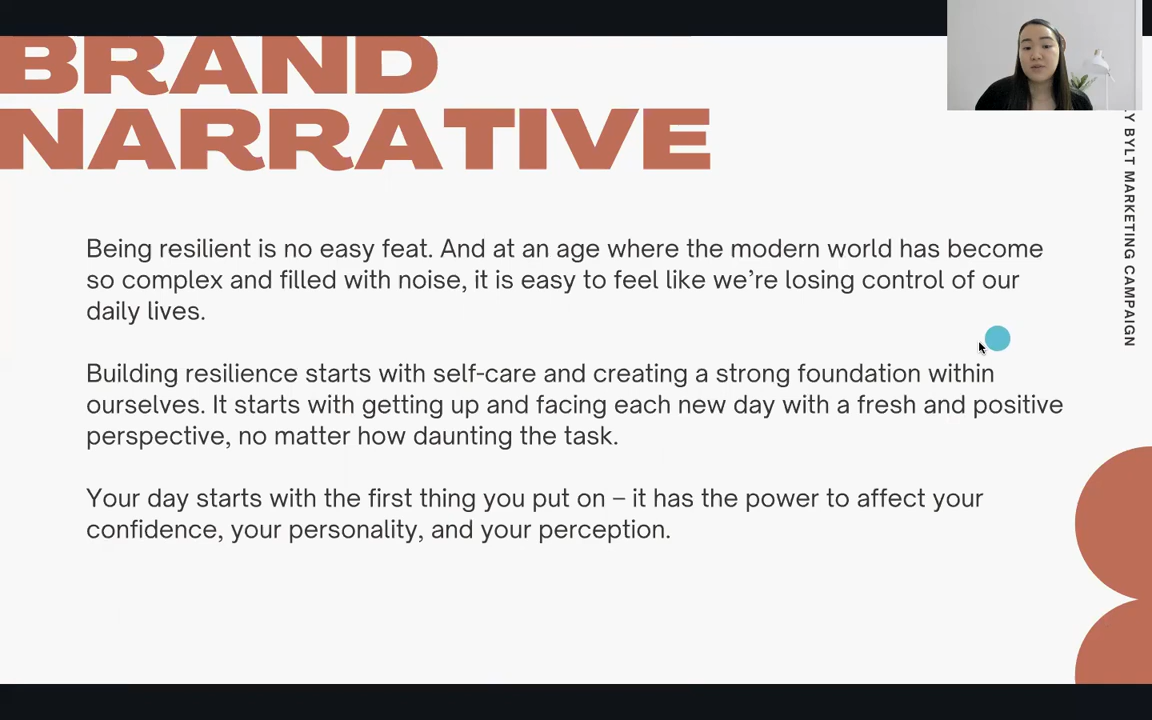 BRAND
NARRATIVE
Being resilient is no easy feat. And at an age where the modern world has become
so complex and filled with noise, it is easy to feel like we're losing control of our
daily lives.
Building resilience starts with self-care and creating a strong foundation within
ourselves. It starts with getting up and facing each new day with a fresh and positive
perspective, no matter how daunting the task.
Your day starts with the first thing you put on – it has the power to affect your
confidence, your personality, and your perception.
BYLT MARKETING CAMPAIGN